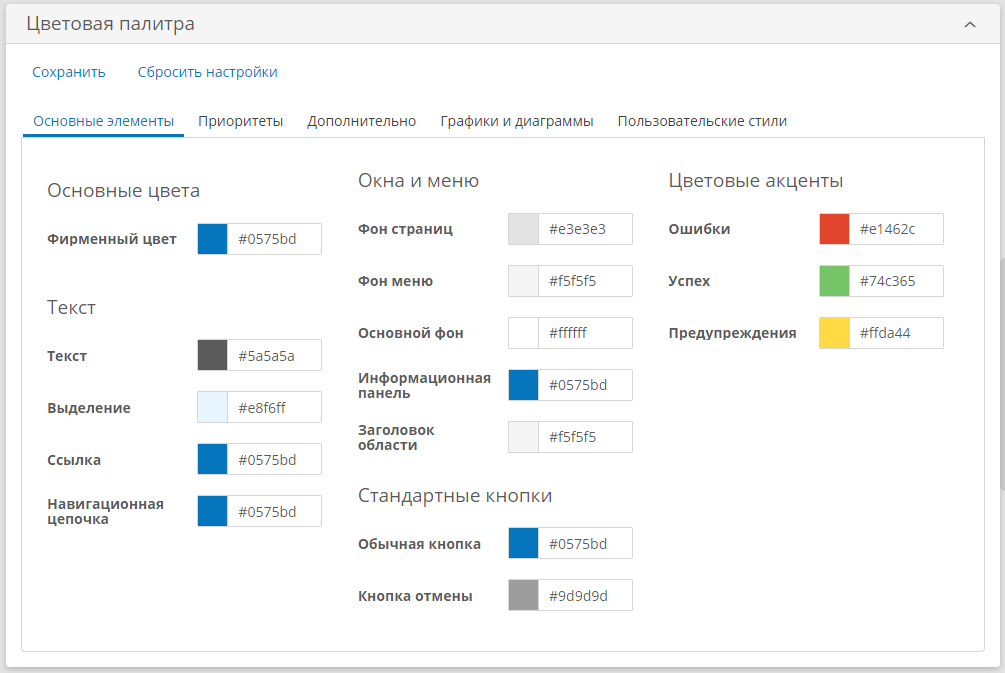 Цветовая палитра
Сохранить
Сбросить настройки
Основные элементы
Приоритеты
Дополнительно
Графики и диаграммы
Пользовательские стили
Основные цвета
Фирменный цвет
#0575bd
Текст
Текст
#5a5a5a
Выделение
#e8f6ff
Ссылка
#0575bd
Навигационная
цепочка
#0575bd
Окна и меню
Фон страниц
#e3e3e3
Фон меню
#f5f5f5
Основной фон
#ffffff
Информационная
панель
#0575bd
Заголовок
области
#f5f5f5
Стандартные кнопки
Обычная кнопка
#0575bd
Кнопка отмены
#9d9d9d
Цветовые акценты
Ошибки
#e1462c
Успех
#74c365
Предупреждения
#ffda44